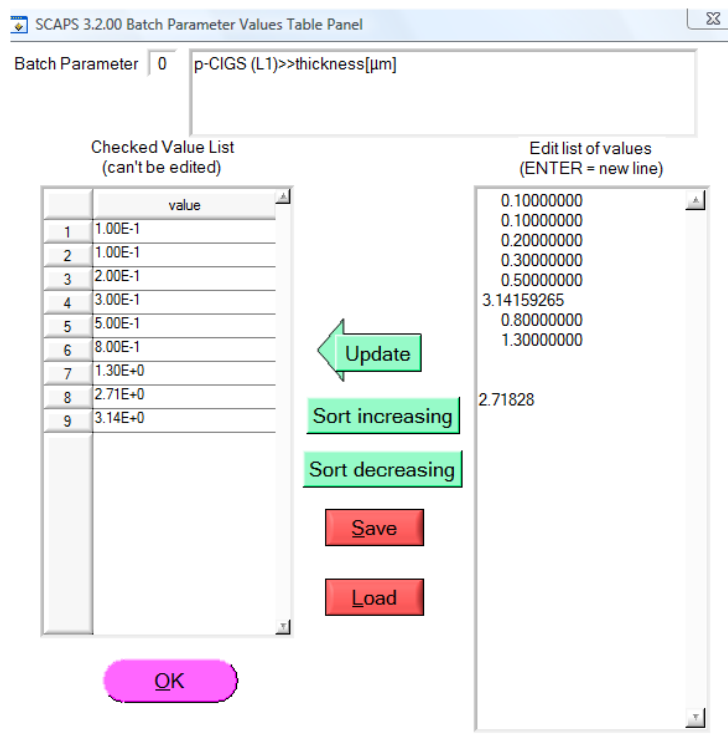 SCAPS 3.2.00 Batch Parameter Values Table Panel
Batch Parameter 0 p-CIGS (L1)>>thickness[µm]
Checked Value List
(can't be edited)
value
1 1.00E-1
2 1.00E-1
3 2.00E-1
4 3.00E-1
5 5.00E-1
6 8.00E-1
7 1.30E+0
8 2.71E+0
9 3.14E+0
Update
Sort increasing
Sort decreasing
Save
Load
OK
Edit list of values
(ENTER = new line)
0.10000000
0.10000000
0.20000000
0.30000000
0.50000000
3.14159265
0.80000000
1.30000000
2.71828